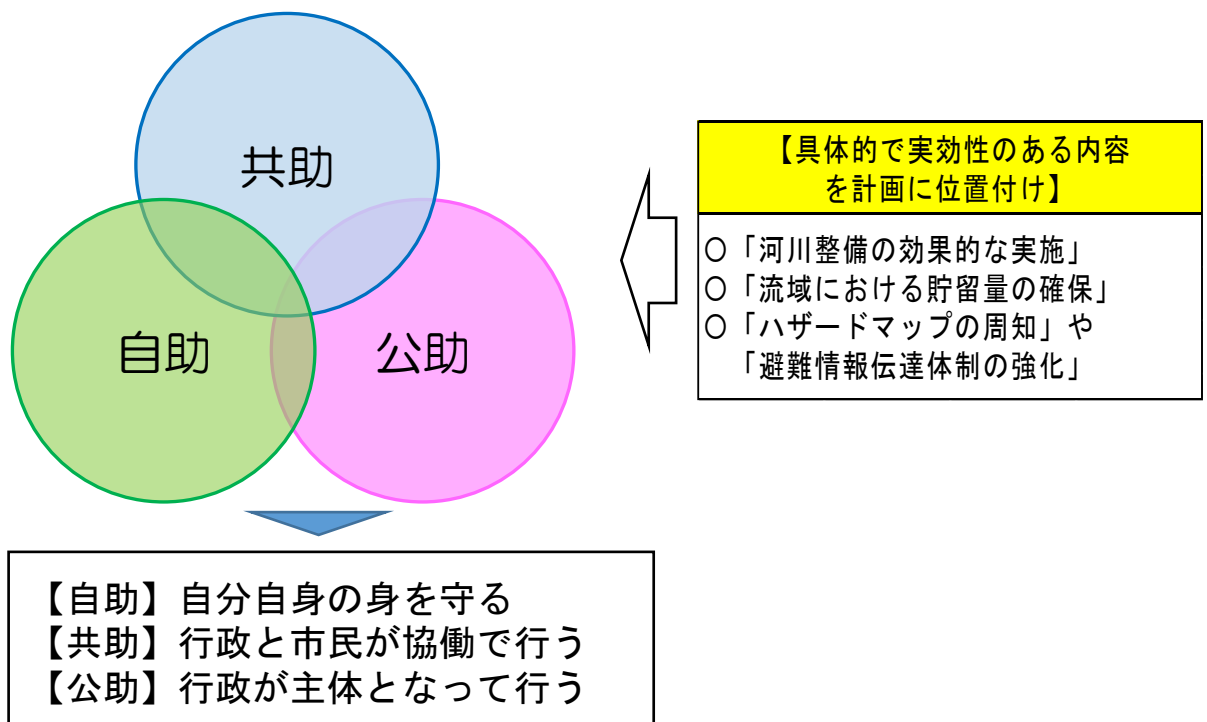 共助
自助
公助
【具体的で実効性のある内容
を計画に位置付け】
〇「河川整備の効果的な実施」
〇「流域における貯留量の確保」
〇「ハザードマップの周知」や
「避難情報伝達体制の強化」
【自助】自分自身の身を守る
【共助】行政と市民が協働で行う
【公助】行政が主体となって行う